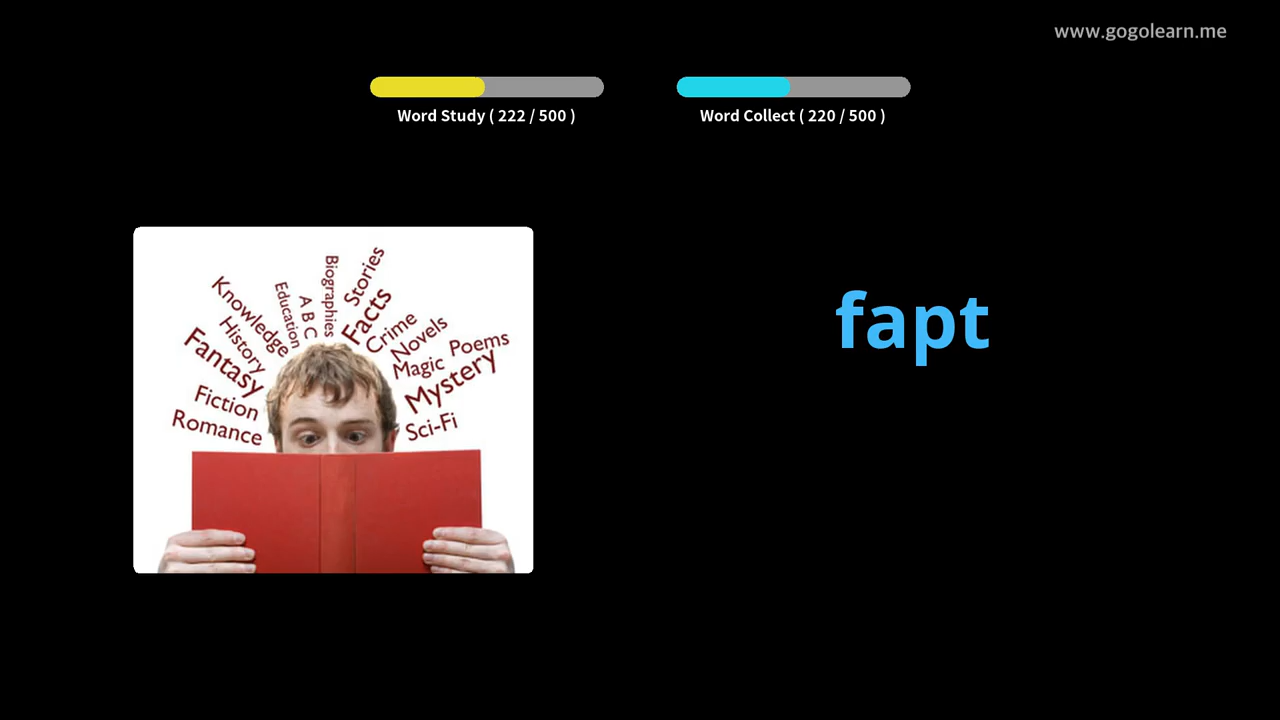 www.gogolearn.me
Word Study ( 222 / 500 )
Word Collect ( 220 / 500 )
Biographies
Stories
Education
A B C
Facts
Knowledge
History
Crime
Novels
Fantasy
Magic
Poems
Mystery
Fiction
Romance
Sci-Fi
fapt